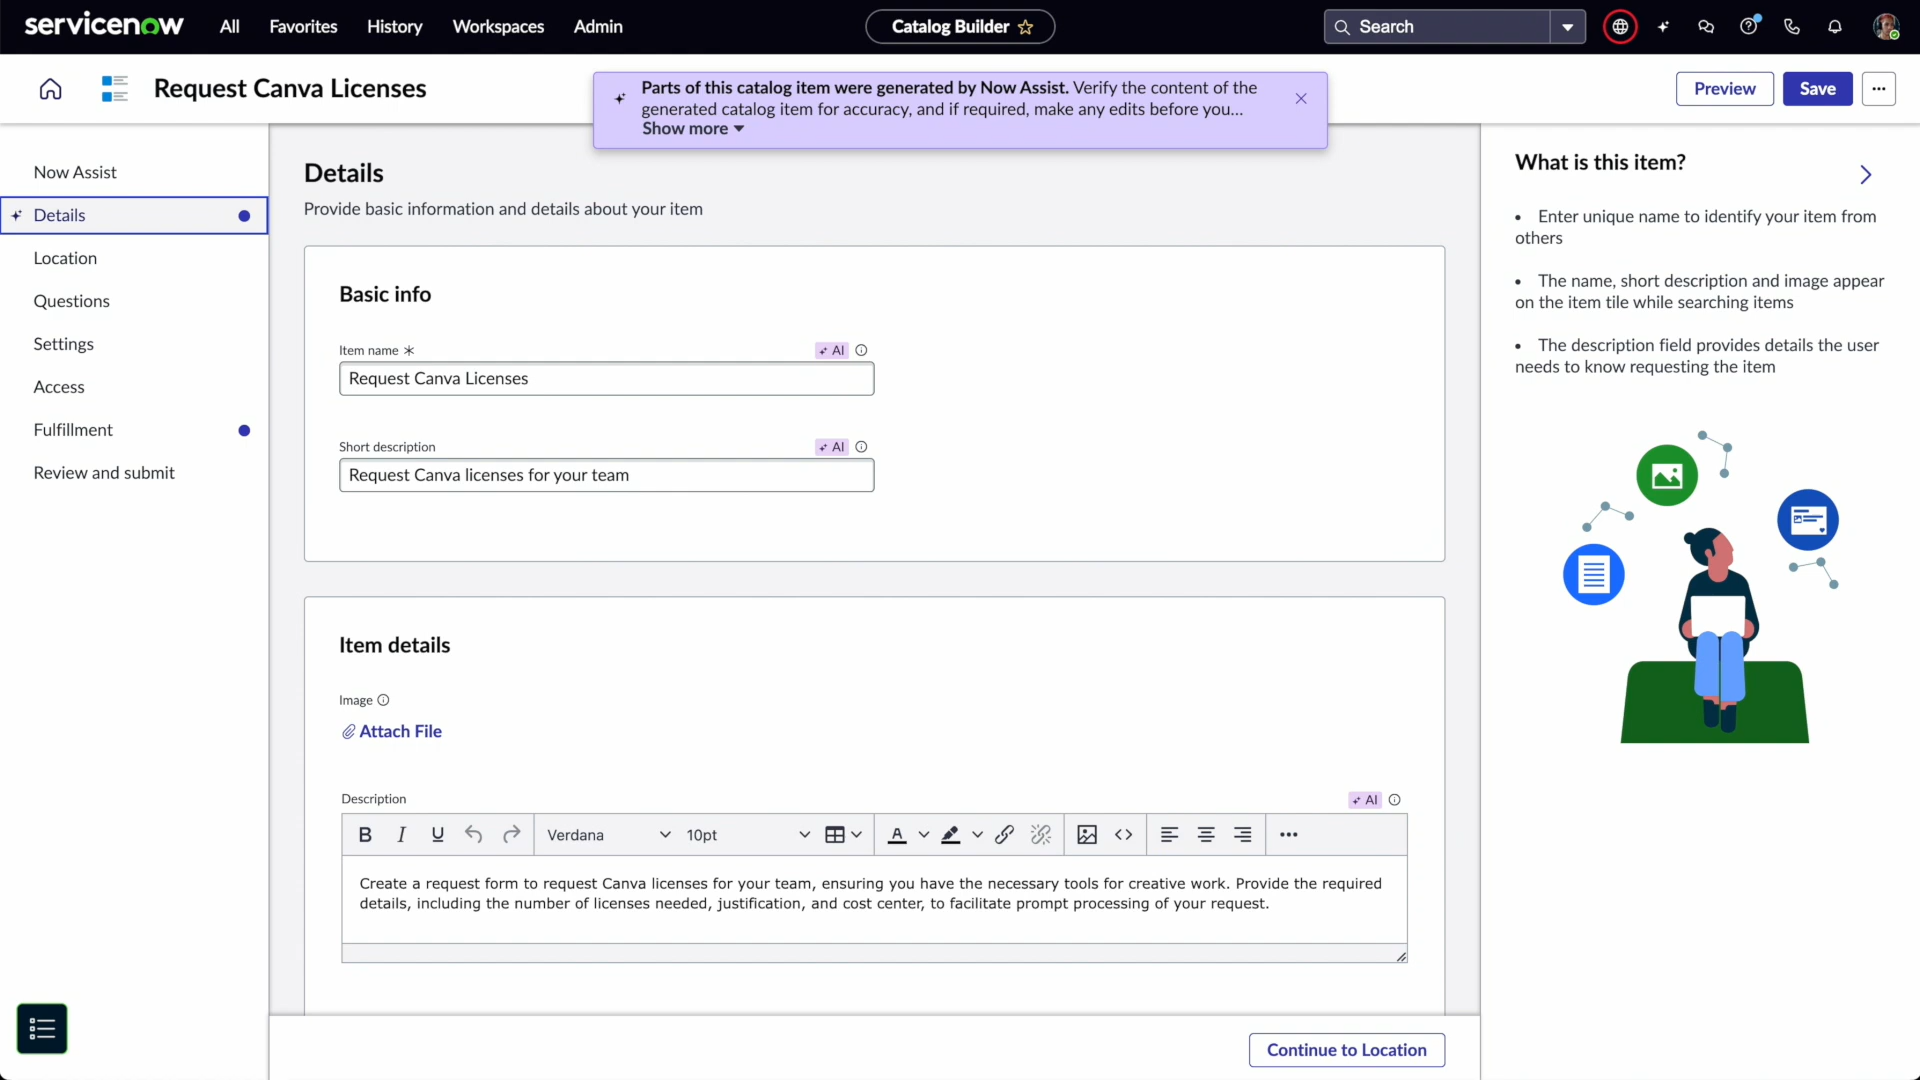 servicenow
All
Favorites
History
Workspaces
Admin
Catalog Builder
Search
Request Canva Licenses
Parts of this catalog item were generated by Now Assist. Verify the content of the
generated catalog item for accuracy, and if required, make any edits before you...
Show more
Preview
Save
Now Assist
Details
Location
Questions
Settings
Access
Fulfillment
Review and submit
Details
Provide basic information and details about your item
Basic info
Item name *
AI
Request Canva Licenses
Short description
AI
Request Canva licenses for your team
Item details
Image
Attach File
Description
AI
B I U
Verdana
10pt
A
Create a request form to request Canva licenses for your team, ensuring you have the necessary tools for creative work. Provide the required
details, including the number of licenses needed, justification, and cost center, to facilitate prompt processing of your request.
Continue to Location
What is this item?
• Enter unique name to identify your item from
others
• The name, short description and image appear
on the item tile while searching items
• The description field provides details the user
needs to know requesting the item